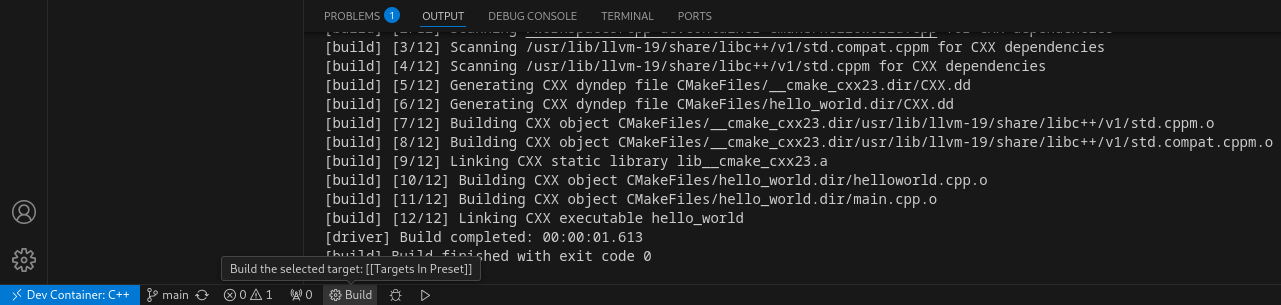 PROBLEMS 1 OUTPUT DEBUG CONSOLE TERMINAL PORTS
[build] [3/12] Scanning /usr/lib/llvm-19/share/libc++/v1/std.compat.cppm for CXX dependencies
[build] [4/12] Scanning /usr/lib/llvm-19/share/libc++/v1/std.cppm for CXX dependencies
[build] [5/12] Generating CXX dyndep file CMakeFiles/__cmake_cxx23.dir/CXX.dd
[build] [6/12] Generating CXX dyndep file CMakeFiles/hello_world.dir/CXX.dd
[build] [7/12] Building CXX object CMakeFiles/__cmake_cxx23.dir/usr/lib/llvm-19/share/libc++/v1/std.cppm.o
[build] [8/12] Building CXX object CMakeFiles/__cmake_cxx23.dir/usr/lib/llvm-19/share/libc++/v1/std.compat.cppm.o
[build] [9/12] Linking CXX static library lib__cmake_cxx23.a
[build] [10/12] Building CXX object CMakeFiles/hello_world.dir/helloworld.cpp.o
[build] [11/12] Building CXX object CMakeFiles/hello_world.dir/main.cpp.o
[build] [12/12] Linking CXX executable hello_world
[driver] Build completed: 00:00:01.613
[build] Build finished with exit code 0
Build the selected target: [[Targets In Preset]]
Dev Container: C++ main 0 1 0 Build